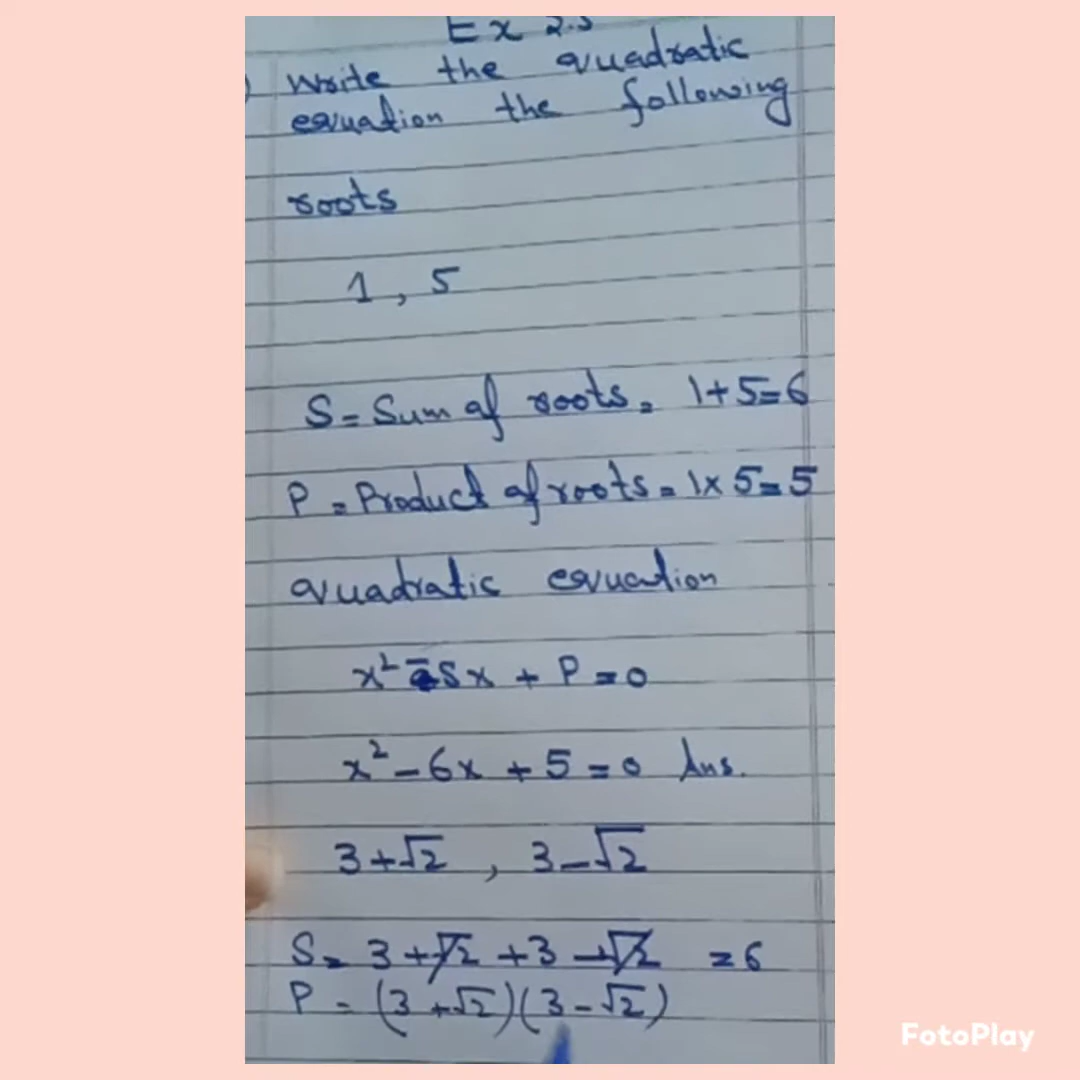 Ex 2.5
) Write the quadratic
equation the following
roots
1, 5
S = Sum of roots = 1+5=6
P = Product of roots = 1×5=5
quadratic equation
x² - Sx + P = 0
x² - 6x + 5 = 0 Ans.
3+√2 , 3-√2
S = 3+√2 +3 -√2 = 6
P = (3+√2)(3-√2)
FotoPlay